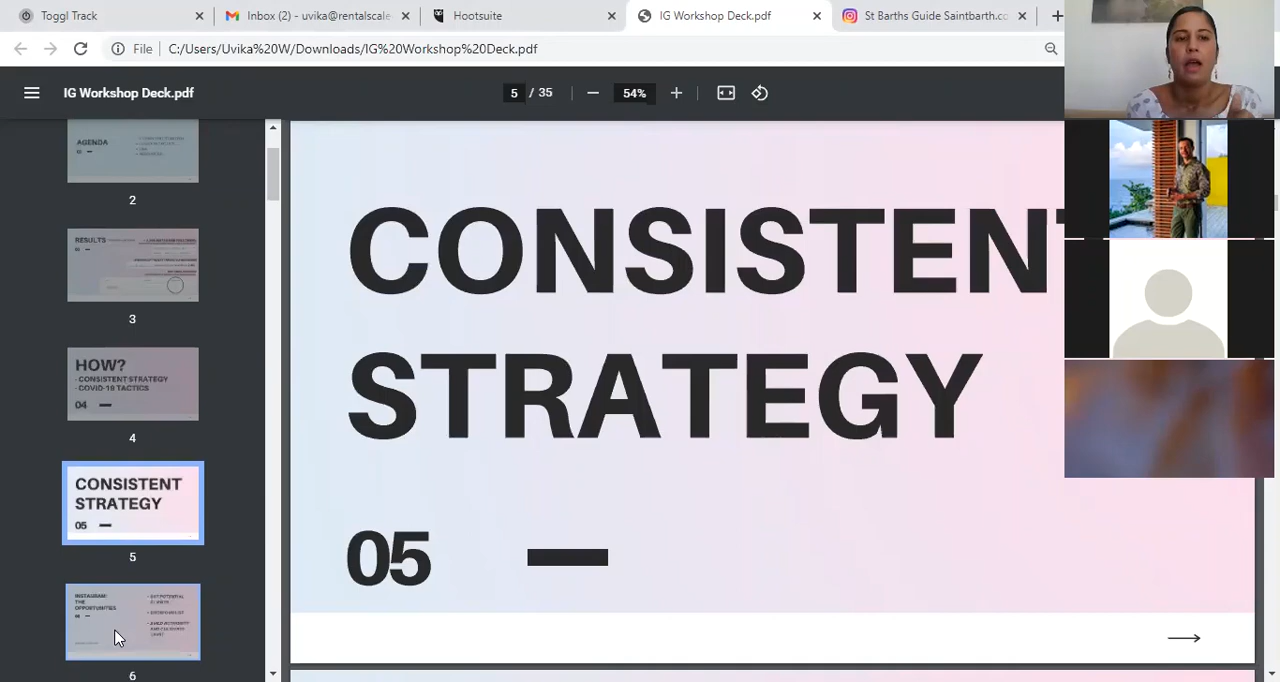 Toggl Track
Inbox (2) - uvika@rentalscale
Hootsuite
IG Workshop Deck.pdf
St Barths Guide Saintbarth.co
File
C:/Users/Uvika%20W/Downloads/IG%20Workshop%20Deck.pdf
IG Workshop Deck.pdf
5 / 35
54%
AGENDA
2
RESULTS
3
HOW?
- CONSISTENT STRATEGY
- COVID-19 TACTICS
04
4
CONSISTENT
STRATEGY
05
5
INSTAGRAM:
THE
OPPORTUNITIES
6
CONSISTENT
STRATEGY
05